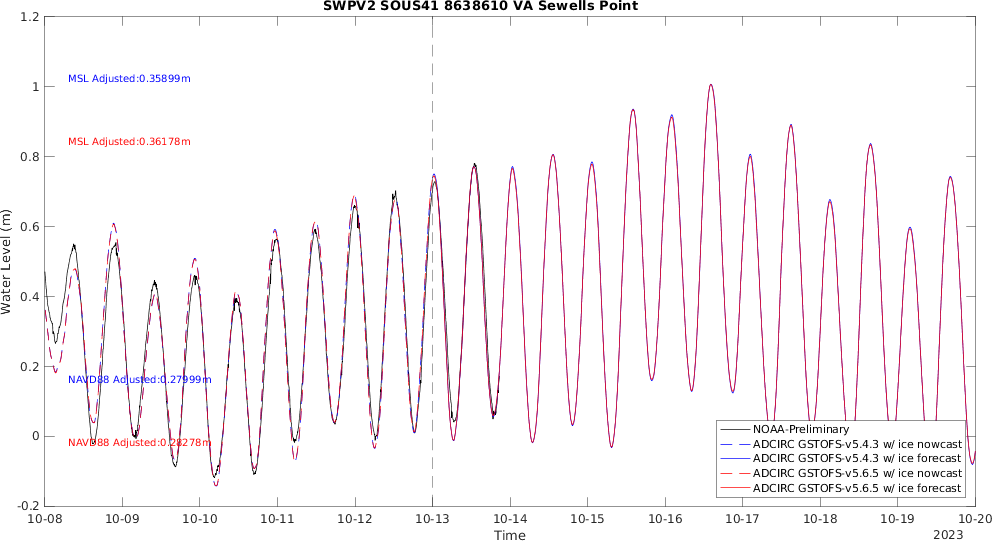 SWPV2 SOUS41 8638610 VA Sewells Point
1.2
1
0.8
0.6
0.4
0.2
0
-0.2
Water Level (m)
MSL Adjusted:0.35899m
MSL Adjusted:0.36178m
NAVD88 Adjusted:0.27999m
NAVD88 Adjusted:0.28278m
NOAA-Preliminary
ADCIRC GSTOFS-v5.4.3 w/ ice nowcast
ADCIRC GSTOFS-v5.4.3 w/ ice forecast
ADCIRC GSTOFS-v5.6.5 w/ ice nowcast
ADCIRC GSTOFS-v5.6.5 w/ ice forecast
10-08 10-09 10-10 10-11 10-12 10-13 10-14 10-15 10-16 10-17 10-18 10-19 10-20
Time
2023